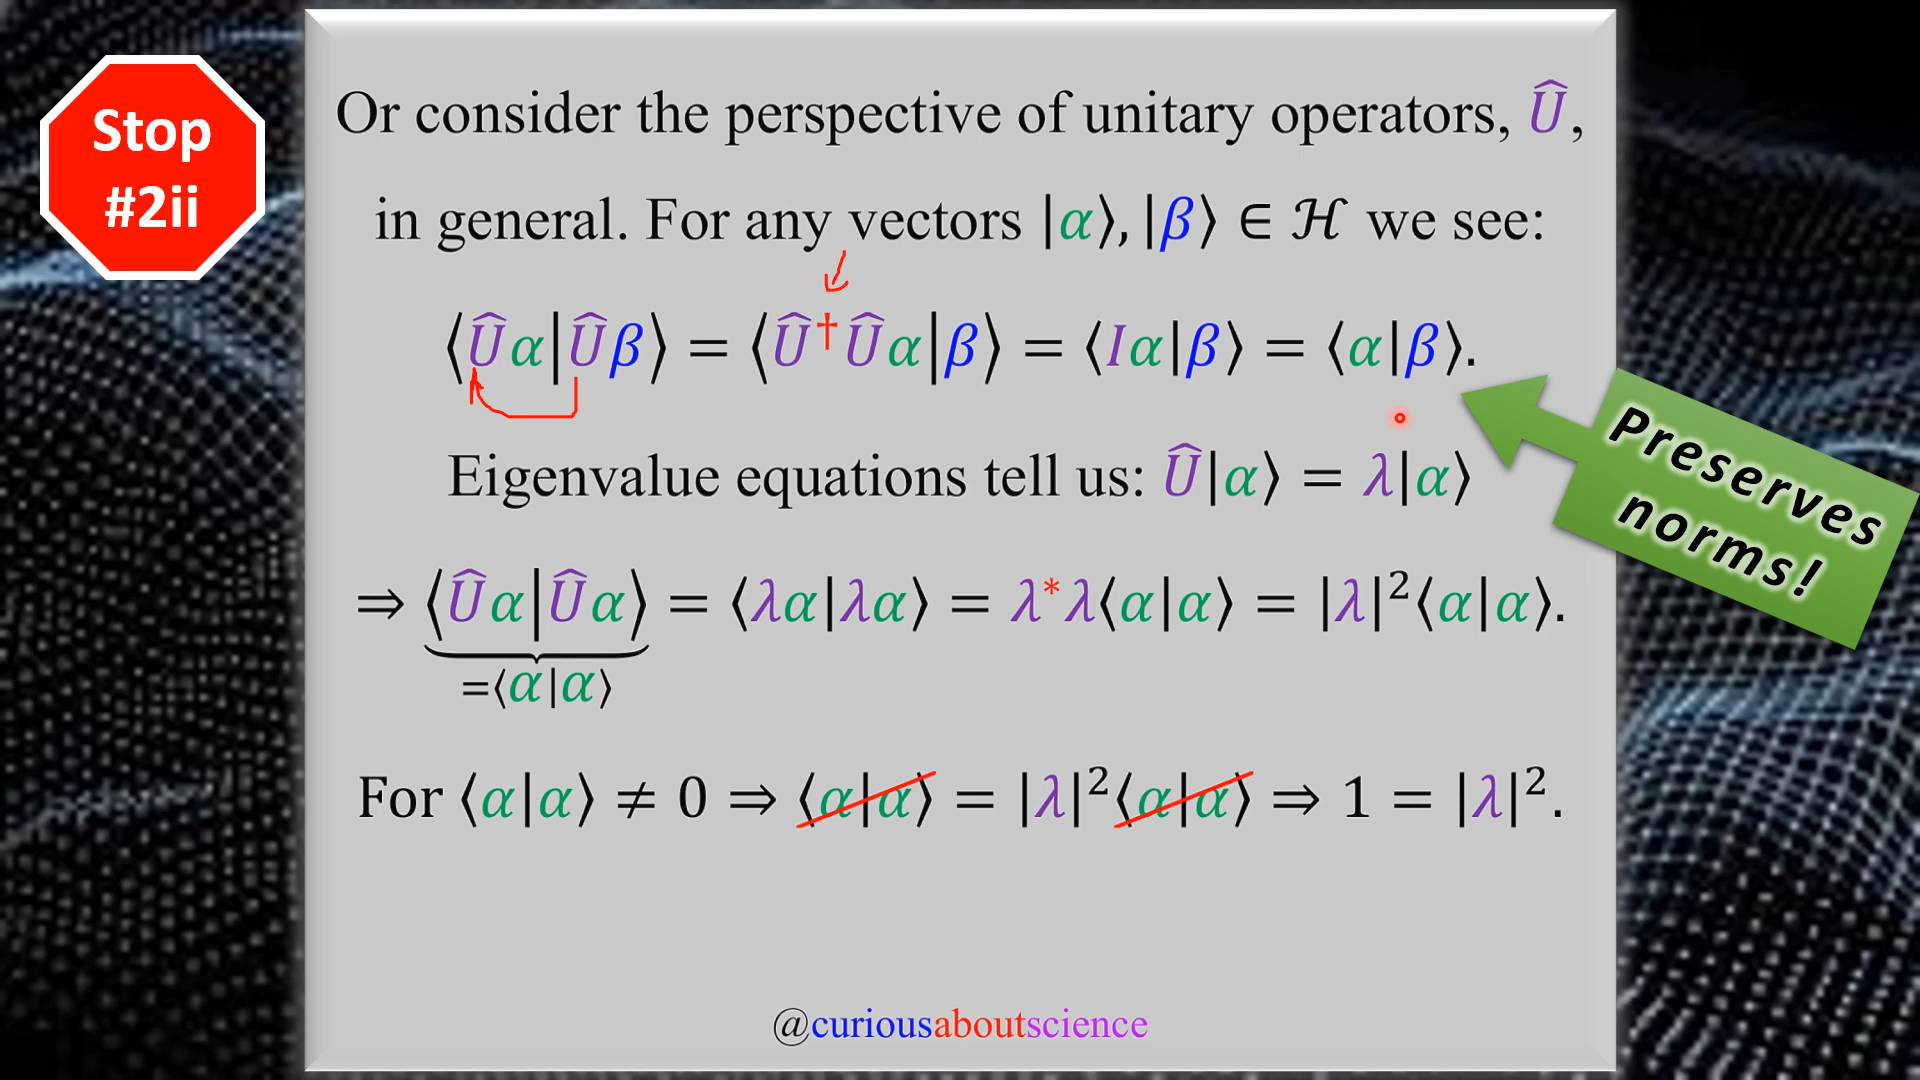 Stop
#2ii
Or consider the perspective of unitary operators, Û,
in general. For any vectors |α⟩, |β⟩ ∈ ℋ we see:
⟨Ûα|Ûβ⟩ = ⟨Û†Ûα|β⟩ = ⟨Iα|β⟩ = ⟨α|β⟩.
Preserves
norms!
Eigenvalue equations tell us: Û|α⟩ = λ|α⟩
⇒ ⟨Ûα|Ûα⟩ = ⟨λα|λα⟩ = λ*λ⟨α|α⟩ = |λ|²⟨α|α⟩.
=⟨α|α⟩
For ⟨α|α⟩ ≠ 0 ⇒ ⟨α|α⟩ = |λ|²⟨α|α⟩ ⇒ 1 = |λ|².
@curiousaboutscience